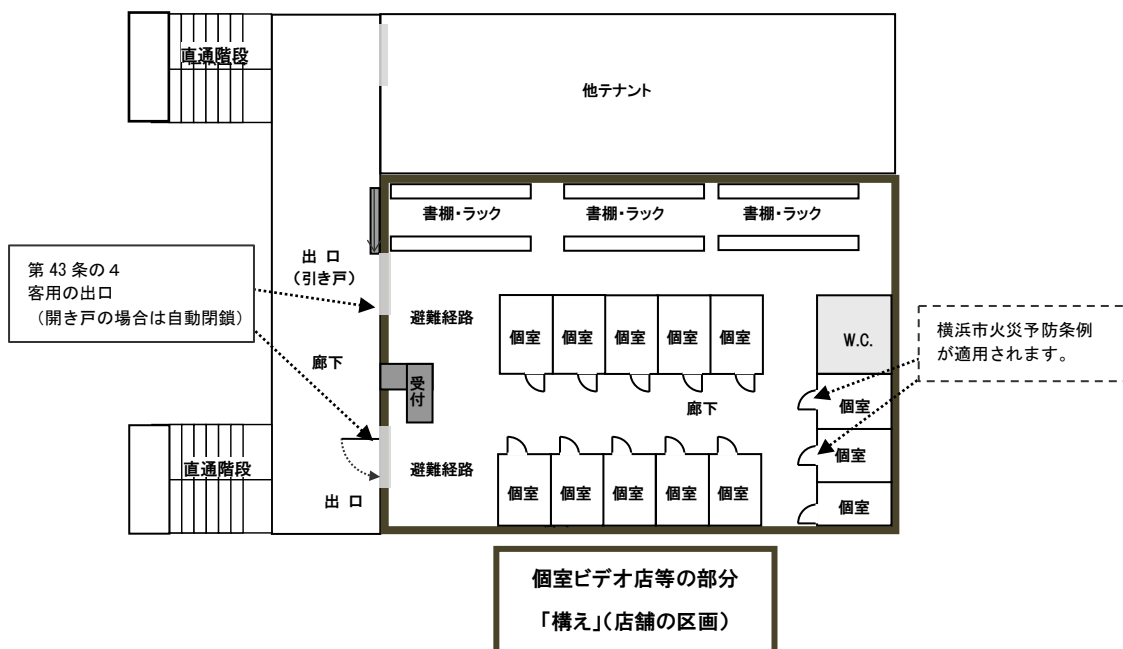 直通階段
他テナント
書棚・ラック
書棚・ラック
書棚・ラック
第43条の４
客用の出口
（開き戸の場合は自動閉鎖）
出 口
（引き戸）
避難経路
個室
個室
個室
個室
個室
W.C.
横浜市火災予防条例
が適用されます。
廊下
受付
廊下
個室
個室
個室
直通階段
避難経路
出 口
個室
個室
個室
個室
個室
個室ビデオ店等の部分
「構え」（店舗の区画）